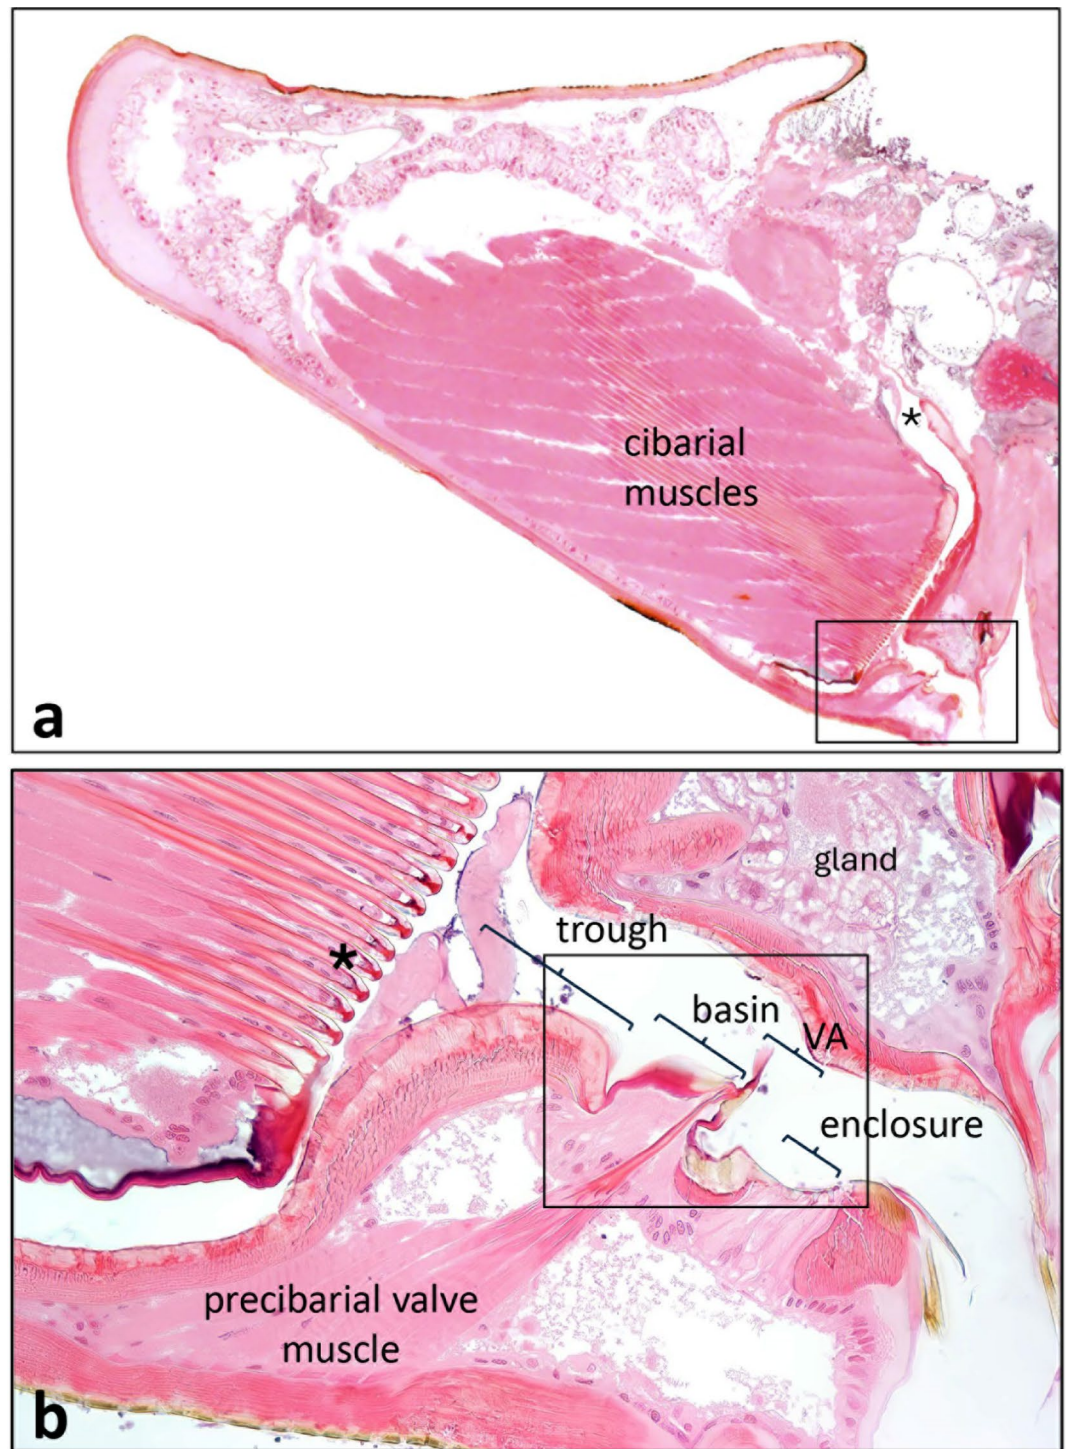 cibarial
muscles
*
a
gland
trough
*
basin
VA
enclosure
precibarial valve
muscle
b